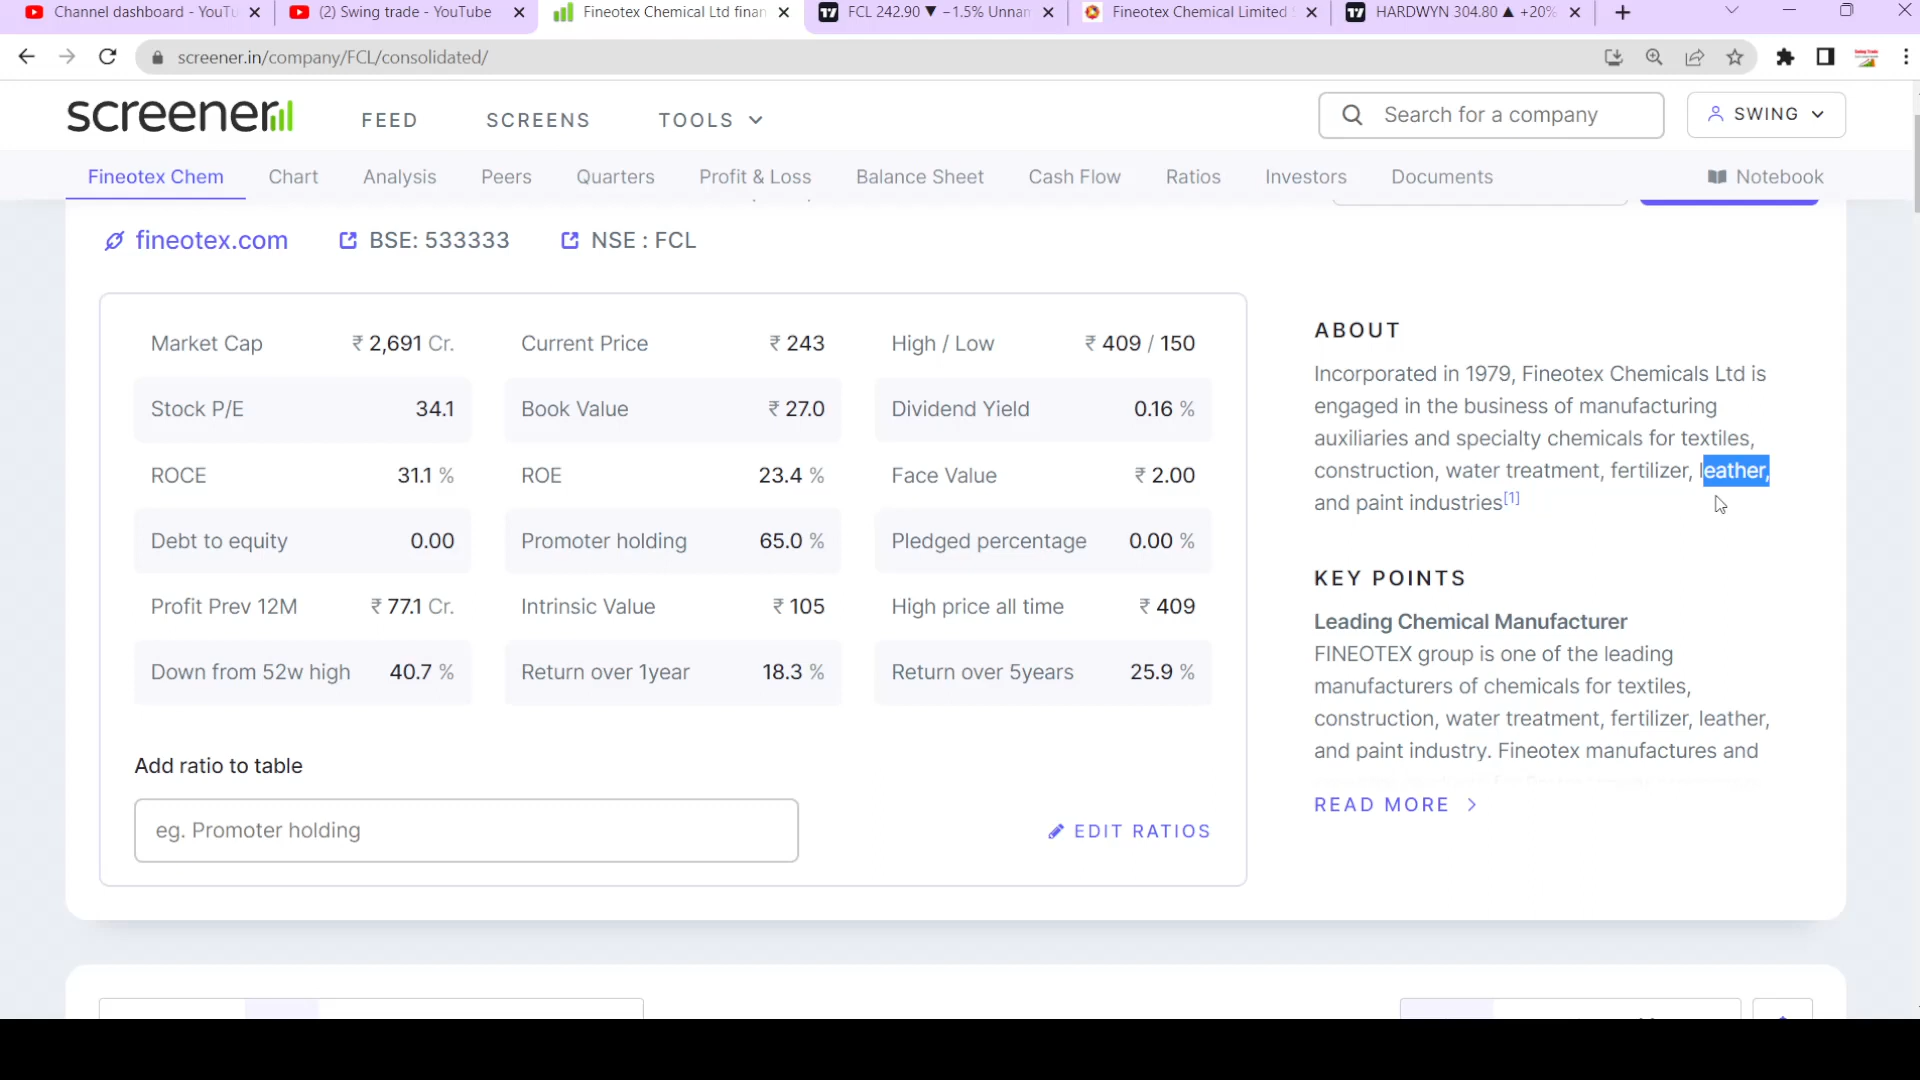 Channel dashboard - YouTu
(2) Swing trade - YouTube
Fineotex Chemical Ltd finan
FCL 242.90 ▼ −1.5% Unnan
Fineotex Chemical Limited
HARDWYN 304.80 ▲ +20%
screener.in/company/FCL/consolidated/
screener
FEED
SCREENS
TOOLS
Search for a company
SWING
Fineotex Chem
Chart
Analysis
Peers
Quarters
Profit & Loss
Balance Sheet
Cash Flow
Ratios
Investors
Documents
Notebook
fineotex.com
BSE: 533333
NSE : FCL
Market Cap ₹ 2,691 Cr.
Current Price ₹ 243
High / Low ₹ 409 / 150
Stock P/E 34.1
Book Value ₹ 27.0
Dividend Yield 0.16 %
ROCE 31.1 %
ROE 23.4 %
Face Value ₹ 2.00
Debt to equity 0.00
Promoter holding 65.0 %
Pledged percentage 0.00 %
Profit Prev 12M ₹ 77.1 Cr.
Intrinsic Value ₹ 105
High price all time ₹ 409
Down from 52w high 40.7 %
Return over 1year 18.3 %
Return over 5years 25.9 %
Add ratio to table
eg. Promoter holding
EDIT RATIOS
ABOUT
Incorporated in 1979, Fineotex Chemicals Ltd is
engaged in the business of manufacturing
auxiliaries and specialty chemicals for textiles,
construction, water treatment, fertilizer, leather,
and paint industries[1]
KEY POINTS
Leading Chemical Manufacturer
FINEOTEX group is one of the leading
manufacturers of chemicals for textiles,
construction, water treatment, fertilizer, leather,
and paint industry. Fineotex manufactures and
READ MORE